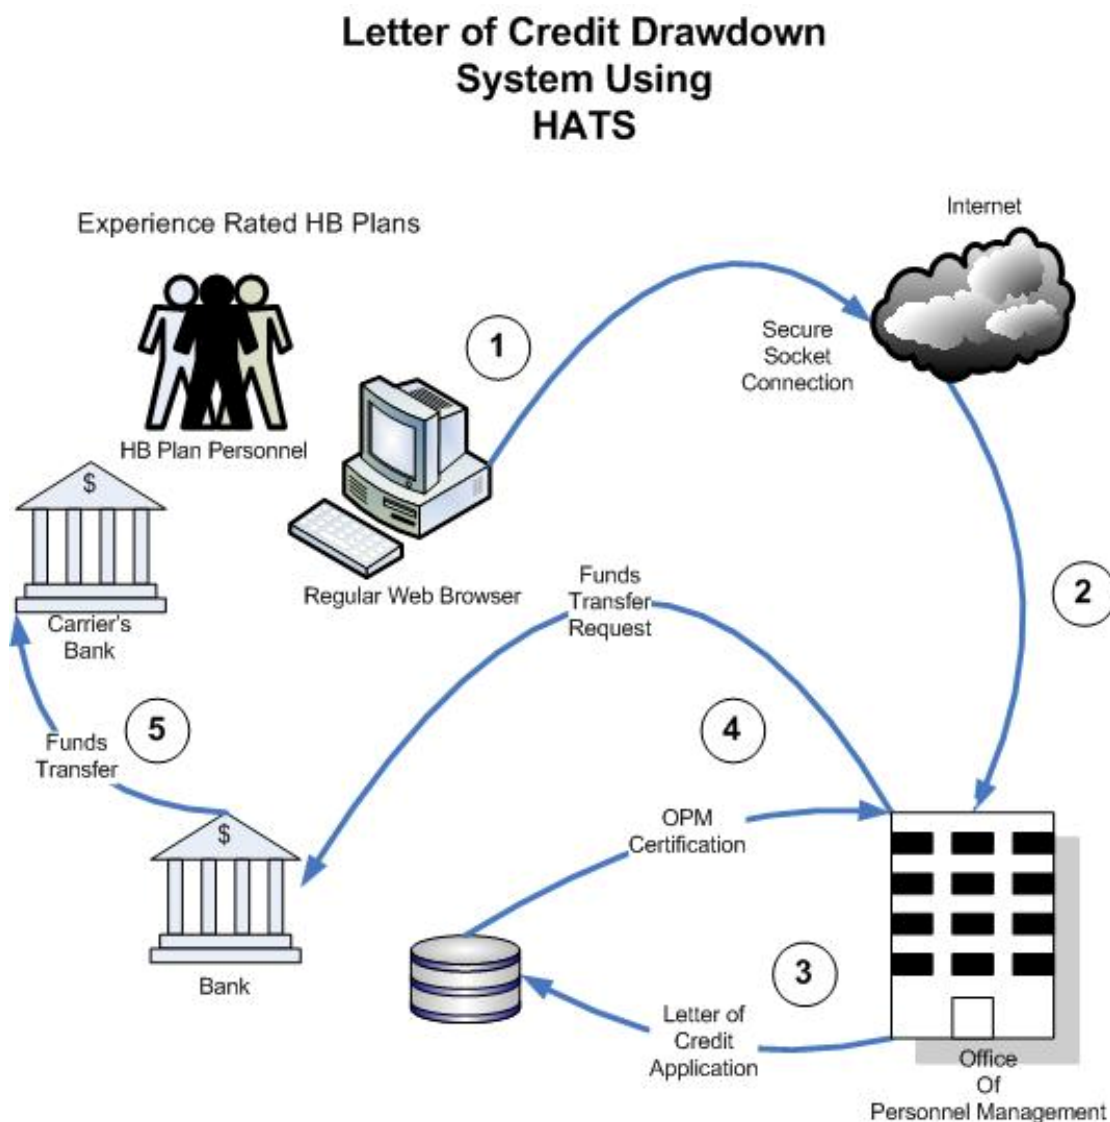 Letter of Credit Drawdown
System Using
HATS
Experience Rated HB Plans
Internet
1
Secure
Socket
Connection
HB Plan Personnel
$
Regular Web Browser
Funds
Transfer
Request
2
Carrier's
Bank
5
4
Funds
Transfer
$
OPM
Certification
Bank
3
Letter of
Credit
Application
Office
Of
Personnel Management